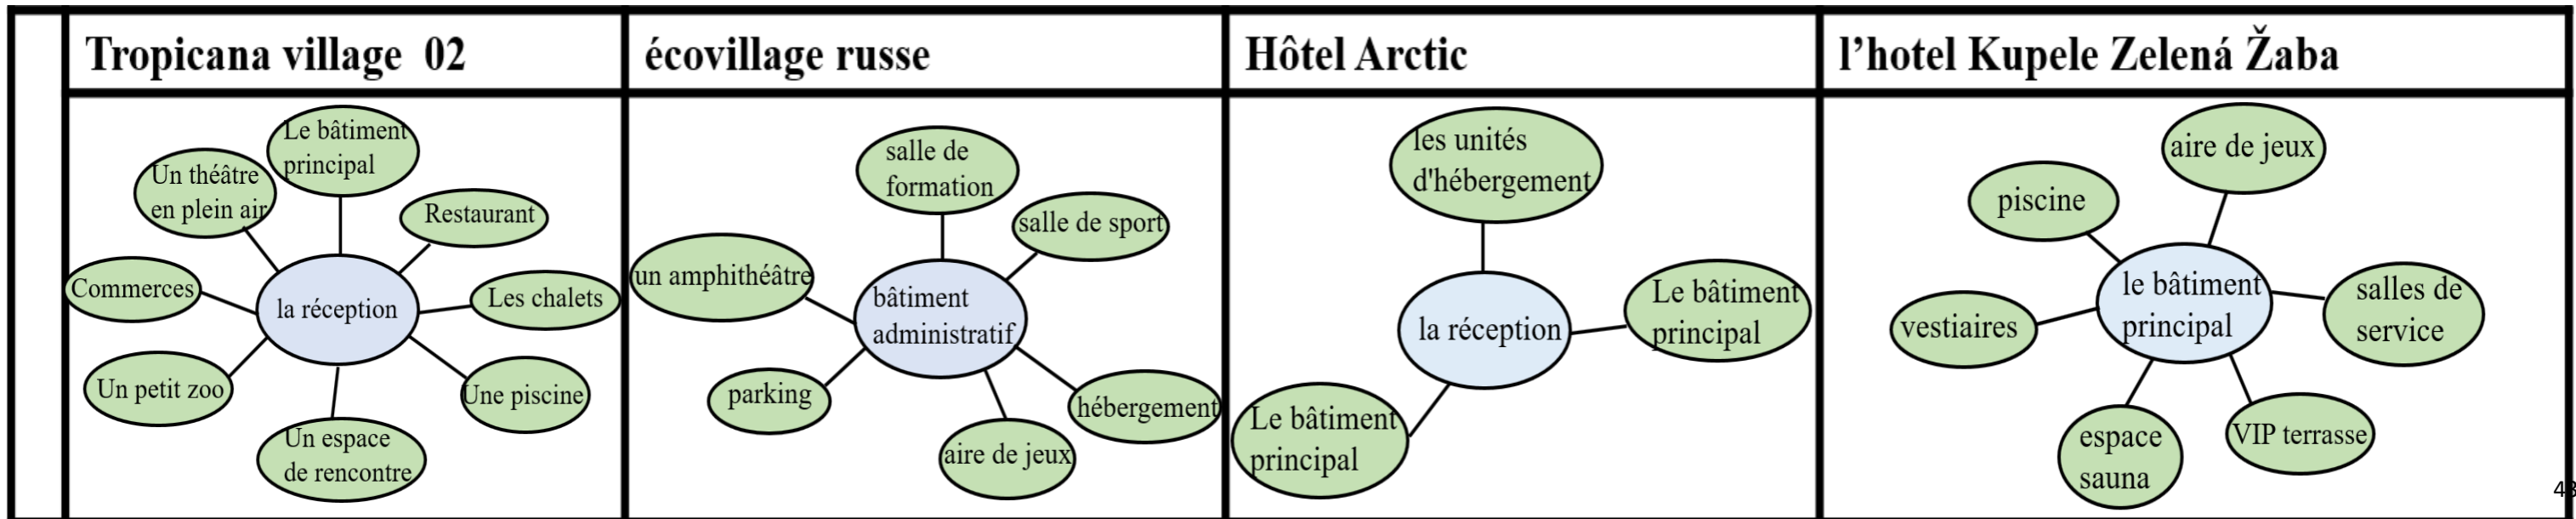 Tropicana village 02
écovillage russe
Hôtel Arctic
l’hotel Kupele Zelená Žaba
Le bâtiment
principal
Un théâtre
en plein air
Restaurant
Commerces
la réception
Les chalets
Un petit zoo
Une piscine
Un espace
de rencontre
salle de
formation
salle de sport
un amphithéâtre
bâtiment
administratif
parking
hébergement
aire de jeux
les unités
d'hébergement
la réception
Le bâtiment
principal
Le bâtiment
principal
aire de jeux
piscine
le bâtiment
principal
salles de
service
vestiaires
espace
sauna
VIP terrasse
43